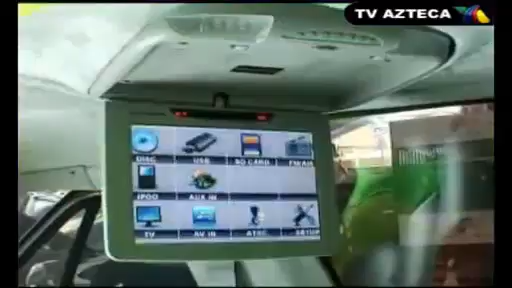 TV AZTECA
DISC USB SD CARD FM/AM
IPOD AUX IN
TV AV IN ATSC SETUP